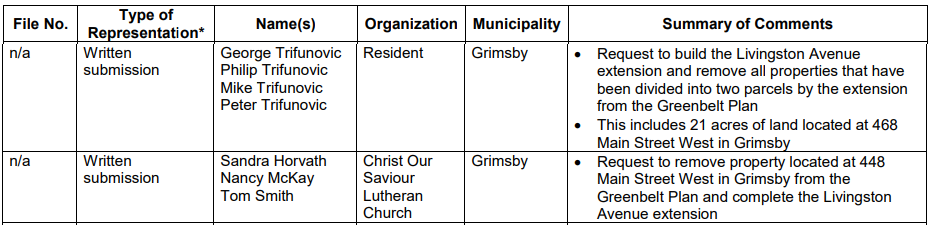 File No. Type of Representation* Name(s) Organization Municipality Summary of Comments
n/a Written submission George Trifunovic Resident Grimsby • Request to build the Livingston Avenue
Philip Trifunovic extension and remove all properties that have
Mike Trifunovic been divided into two parcels by the extension
Peter Trifunovic from the Greenbelt Plan
• This includes 21 acres of land located at 468
Main Street West in Grimsby
n/a Written submission Sandra Horvath Christ Our Grimsby • Request to remove property located at 448
Nancy McKay Saviour Main Street West in Grimsby from the
Tom Smith Lutheran Greenbelt Plan and complete the Livingston
Church Avenue extension